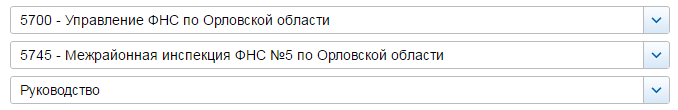 5700 - Управление ФНС по Орловской области
5745 - Межрайонная инспекция ФНС №5 по Орловской области
Руководство